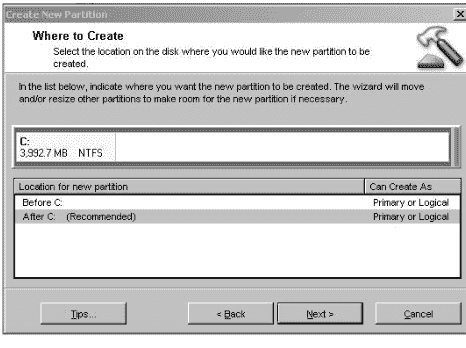 Create New Partition
Where to Create
Select the location on the disk where you would like the new partition to be
created.
In the list below, indicate where you want the new partition to be created. The wizard will move
and/or resize other partitions to make room for the new partition if necessary.
C:
3,992.7 MB NTFS
Location for new partition Can Create As
Before C: Primary or Logical
After C: (Recommended) Primary or Logical
Tips... < Back Next > Cancel